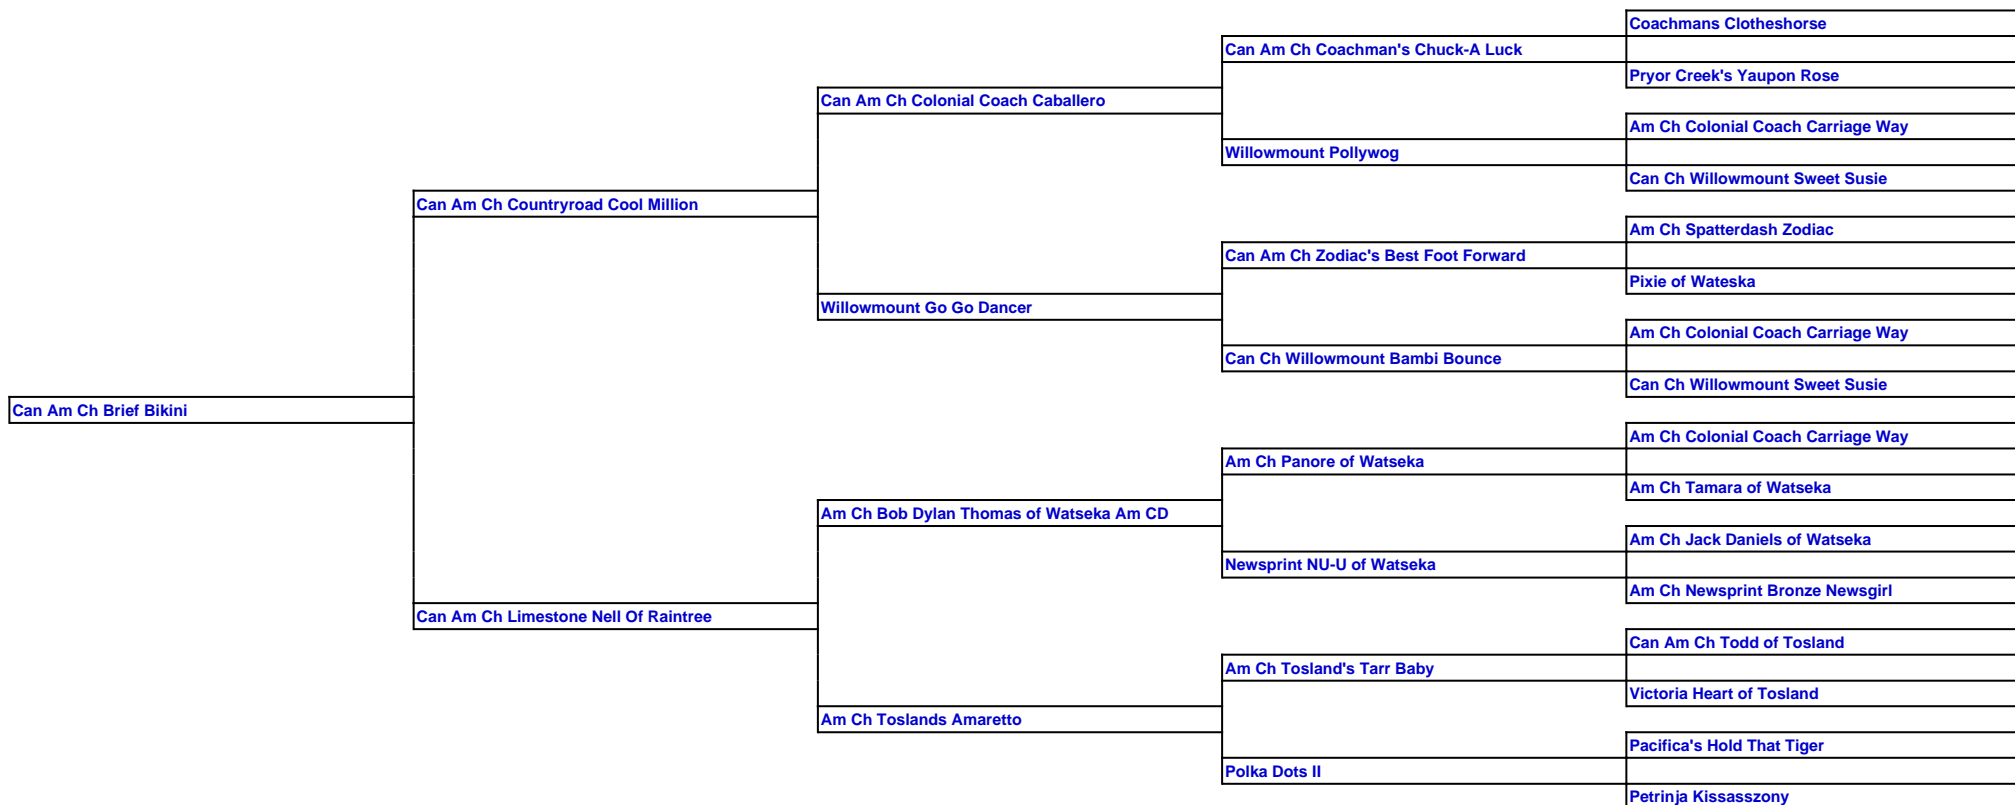 Coachmans Clotheshorse
Can Am Ch Coachman's Chuck-A Luck
Pryor Creek's Yaupon Rose
Can Am Ch Colonial Coach Caballero
Am Ch Colonial Coach Carriage Way
Willowmount Pollywog
Can Ch Willowmount Sweet Susie
Can Am Ch Countryroad Cool Million
Am Ch Spatterdash Zodiac
Can Am Ch Zodiac's Best Foot Forward
Pixie of Wateska
Willowmount Go Go Dancer
Am Ch Colonial Coach Carriage Way
Can Ch Willowmount Bambi Bounce
Can Ch Willowmount Sweet Susie
Can Am Ch Brief Bikini
Am Ch Colonial Coach Carriage Way
Am Ch Panore of Watseka
Am Ch Tamara of Watseka
Am Ch Bob Dylan Thomas of Watseka Am CD
Am Ch Jack Daniels of Watseka
Newsprint NU-U of Watseka
Am Ch Newsprint Bronze Newsgirl
Can Am Ch Limestone Nell Of Raintree
Can Am Ch Todd of Tosland
Am Ch Tosland's Tarr Baby
Victoria Heart of Tosland
Am Ch Toslands Amaretto
Pacifica's Hold That Tiger
Polka Dots II
Petrinja Kissasszony